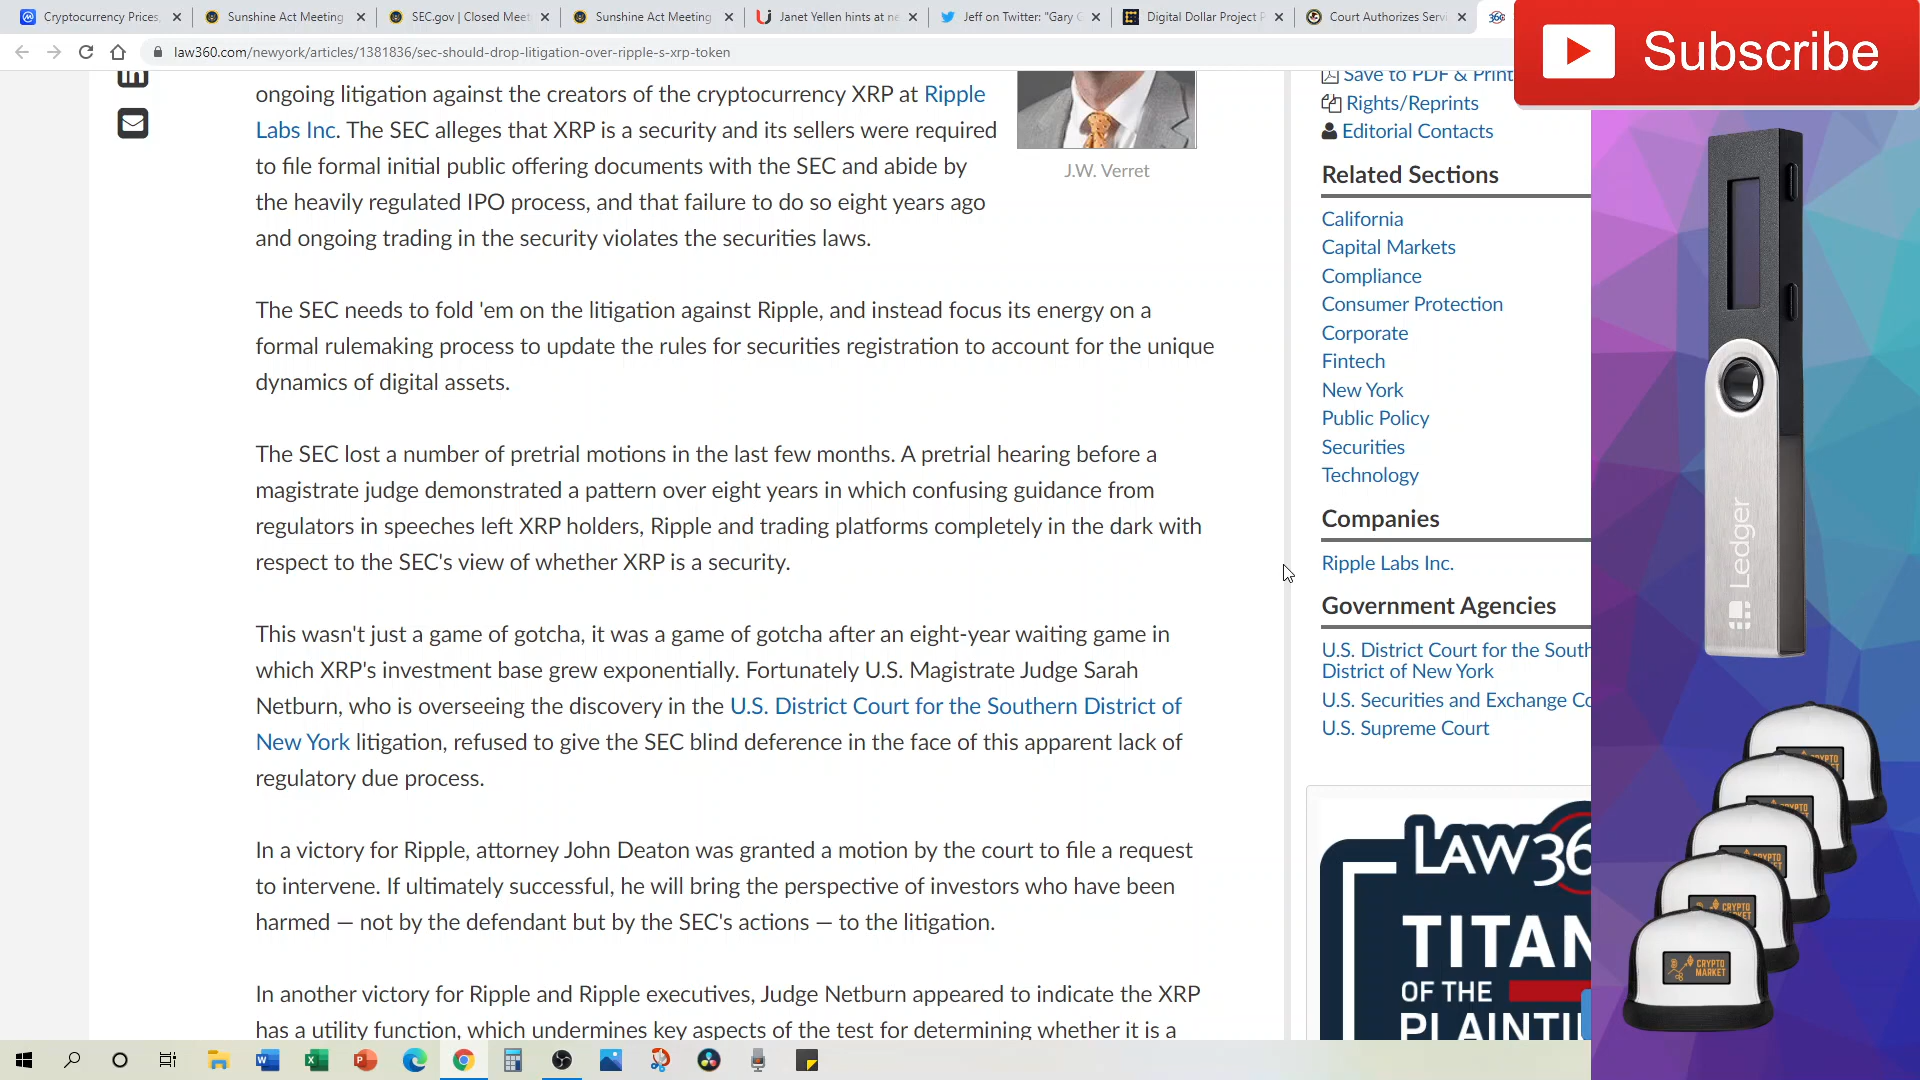 Cryptocurrency Prices,
Sunshine Act Meeting
SEC.gov | Closed Meet
Sunshine Act Meeting
Janet Yellen hints at ne
Jeff on Twitter: "Gary G
Digital Dollar Project P
Court Authorizes Serv
360
law360.com/newyork/articles/1381836/sec-should-drop-litigation-over-ripple-s-xrp-token
Subscribe
ongoing litigation against the creators of the cryptocurrency XRP at Ripple
Labs Inc. The SEC alleges that XRP is a security and its sellers were required
to file formal initial public offering documents with the SEC and abide by
the heavily regulated IPO process, and that failure to do so eight years ago
and ongoing trading in the security violates the securities laws.
J.W. Verret
The SEC needs to fold 'em on the litigation against Ripple, and instead focus its energy on a
formal rulemaking process to update the rules for securities registration to account for the unique
dynamics of digital assets.
The SEC lost a number of pretrial motions in the last few months. A pretrial hearing before a
magistrate judge demonstrated a pattern over eight years in which confusing guidance from
regulators in speeches left XRP holders, Ripple and trading platforms completely in the dark with
respect to the SEC's view of whether XRP is a security.
This wasn't just a game of gotcha, it was a game of gotcha after an eight-year waiting game in
which XRP's investment base grew exponentially. Fortunately U.S. Magistrate Judge Sarah
Netburn, who is overseeing the discovery in the U.S. District Court for the Southern District of
New York litigation, refused to give the SEC blind deference in the face of this apparent lack of
regulatory due process.
In a victory for Ripple, attorney John Deaton was granted a motion by the court to file a request
to intervene. If ultimately successful, he will bring the perspective of investors who have been
harmed — not by the defendant but by the SEC's actions — to the litigation.
In another victory for Ripple and Ripple executives, Judge Netburn appeared to indicate the XRP
has a utility function, which undermines key aspects of the test for determining whether it is a
Save to PDF & Print
Rights/Reprints
Editorial Contacts
Related Sections
California
Capital Markets
Compliance
Consumer Protection
Corporate
Fintech
New York
Public Policy
Securities
Technology
Companies
Ripple Labs Inc.
Government Agencies
U.S. District Court for the South
District of New York
U.S. Securities and Exchange Co
U.S. Supreme Court
LAW36
TITAN
OF THE
PLAINTI
Ledger
CRYPTO
MARKET